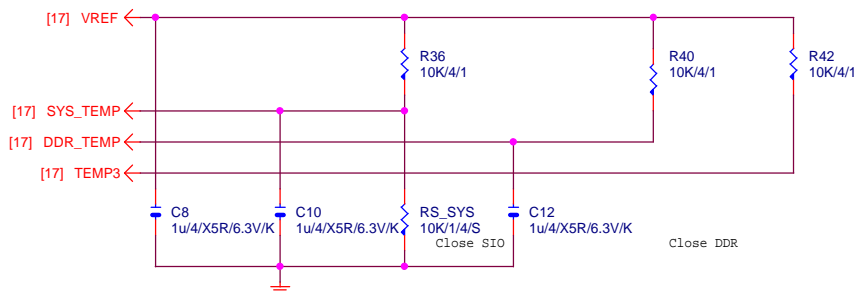 [17] VREF
R36
10K/4/1
R40
10K/4/1
R42
10K/4/1
[17] SYS_TEMP
[17] DDR_TEMP
[17] TEMP3
C8
1u/4/X5R/6.3V/K
C10
1u/4/X5R/6.3V/K
RS_SYS
10K/1/4/S
C12
1u/4/X5R/6.3V/K
Close SIO
Close DDR